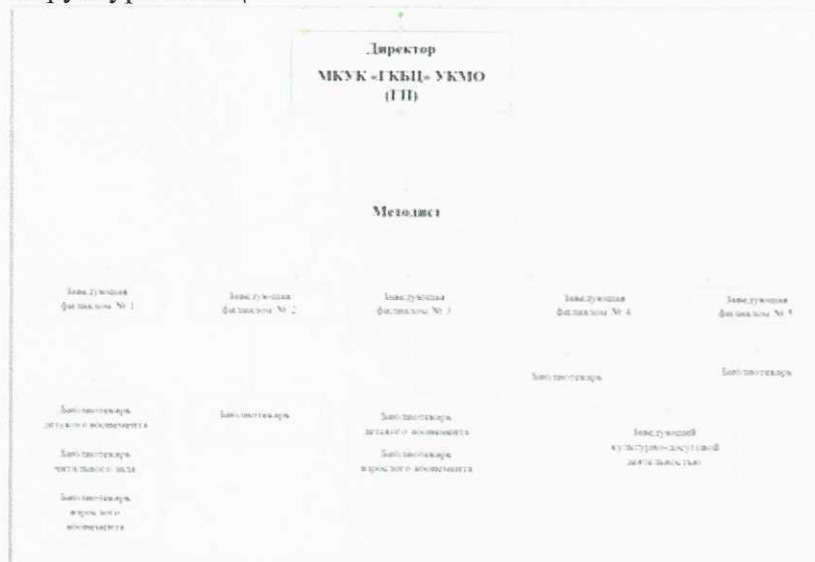 Директор
МКУК «ГКБЦ» УКМО
(ГП)
Методист
Заведующая
филиалом № 1
Заведующая
филиалом № 2
Заведующая
филиалом № 3
Заведующая
филиалом № 4
Заведующая
филиалом № 5
Библиотекарь
Библиотекарь
Библиотекарь
детского абонемента
Библиотекарь
читального зала
Библиотекарь
взрослого
абонемента
Библиотекарь
Библиотекарь
детского абонемента
Библиотекарь
взрослого абонемента
Заведующий
культурно-досуговой
деятельностью